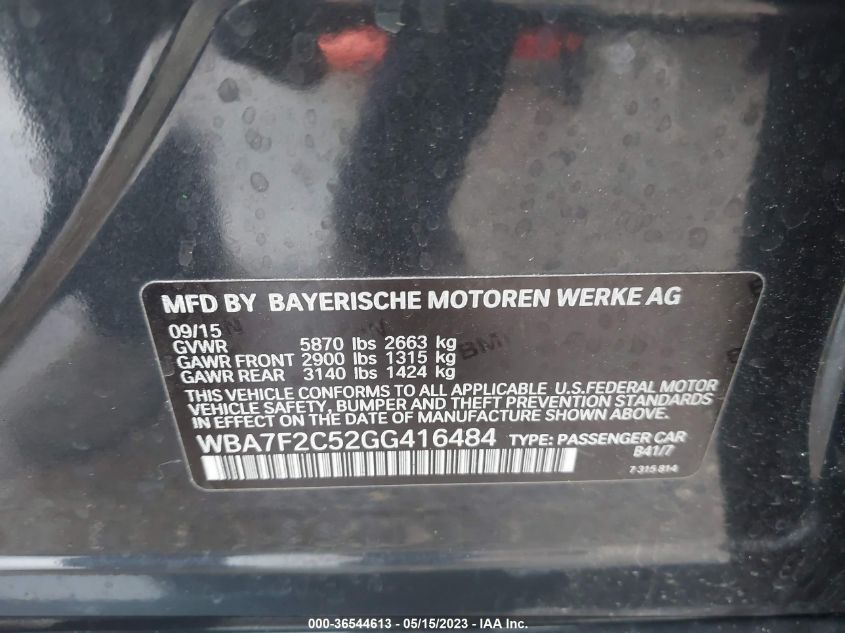 MFD BY BAYERISCHE MOTOREN WERKE AG
09/15
GVWR 5870 lbs 2663 kg
GAWR FRONT 2900 lbs 1315 kg
GAWR REAR 3140 lbs 1424 kg
THIS VEHICLE CONFORMS TO ALL APPLICABLE U.S.FEDERAL MOTOR
VEHICLE SAFETY, BUMPER AND THEFT PREVENTION STANDARDS
IN EFFECT ON THE DATE OF MANUFACTURE SHOWN ABOVE.
WBA7F2C52GG416484 TYPE: PASSENGER CAR
B41/7
7 315 814
000-36544613 - 05/15/2023 - IAA Inc.